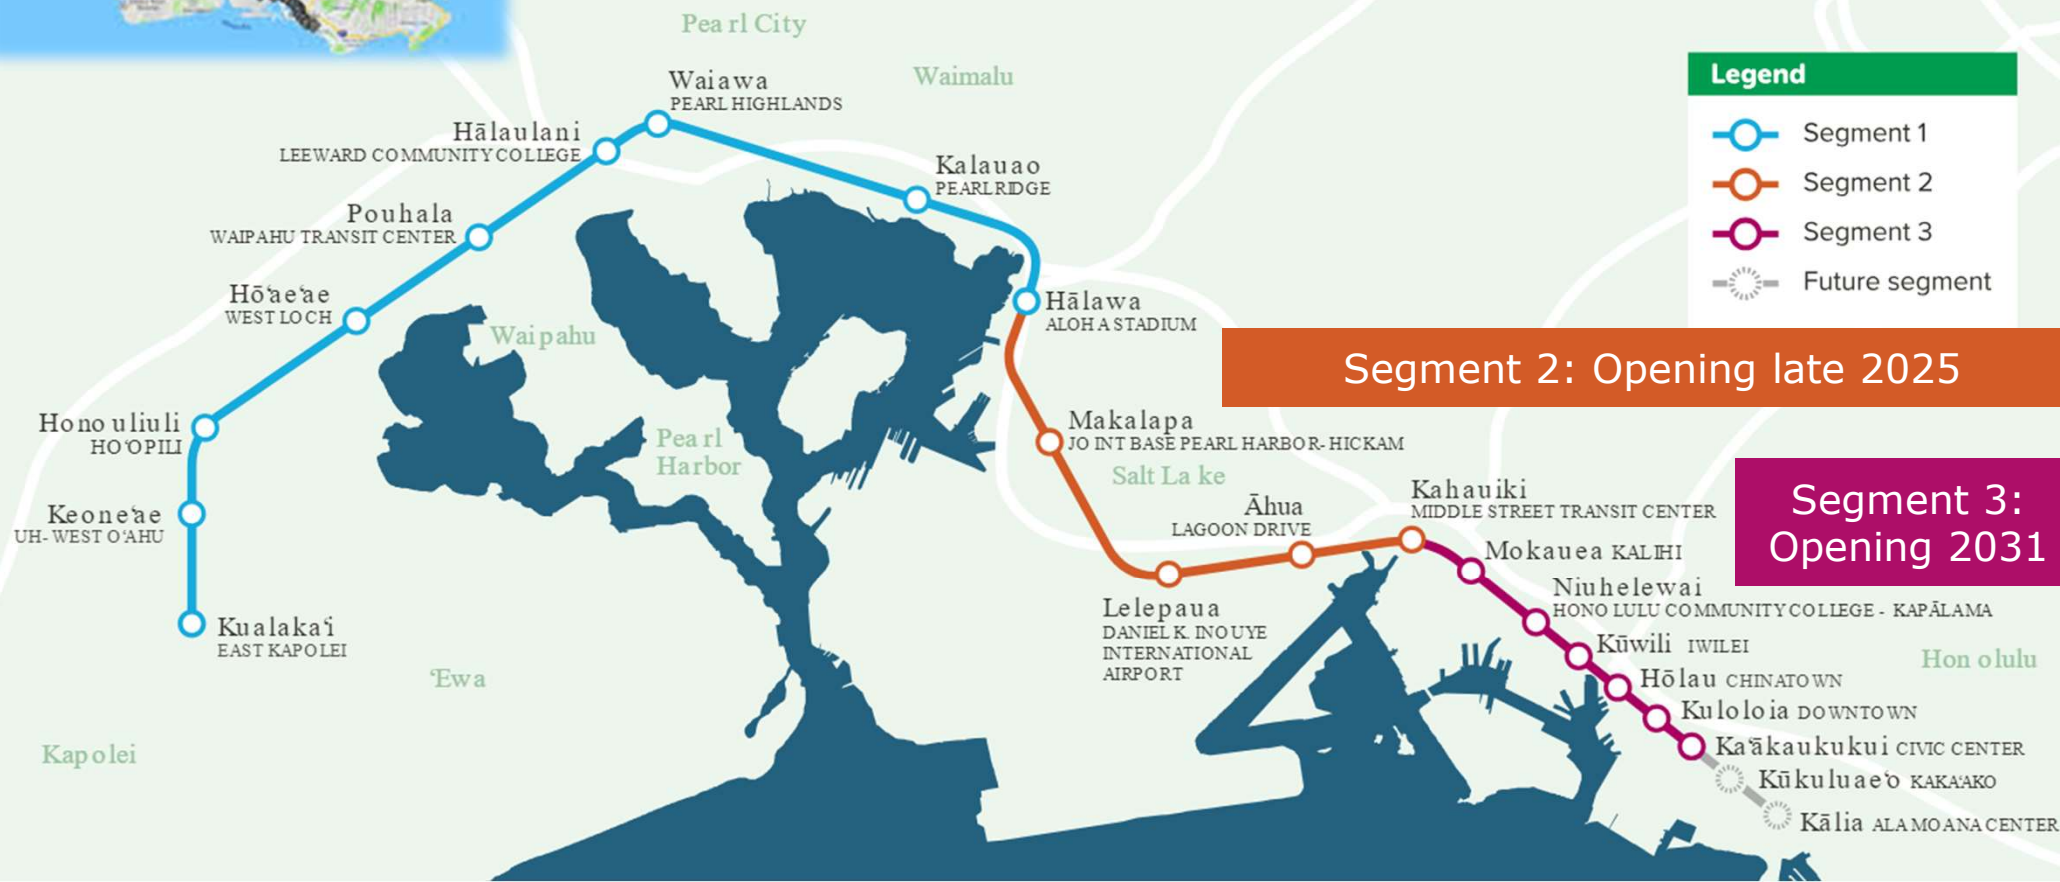 Pearl City
Waimalu
Waiawa
PEARL HIGHLANDS
Hālaulani
LEEWARD COMMUNITY COLLEGE
Kalauao
PEARLRIDGE
Pouhala
WAIPAHU TRANSIT CENTER
Hōʻaeʻae
WEST LOCH
Waipahu
Hālawa
ALOHA STADIUM
Honouliuli
HOʻOPILI
Pearl
Harbor
Makalapa
JOINT BASE PEARL HARBOR-HICKAM
Salt Lake
Keoneʻae
UH-WEST OʻAHU
Āhua
LAGOON DRIVE
Kahauiki
MIDDLE STREET TRANSIT CENTER
Kualakaʻi
EAST KAPOLEI
Lelepaua
DANIEL K. INOUYE
INTERNATIONAL
AIRPORT
Mokauea KALIHI
Niuhelewai
HONOLULU COMMUNITY COLLEGE - KAPĀLAMA
Kūwili IWILEI
Hōlau CHINATOWN
Kuloloia DOWNTOWN
Kaʻākaukukui CIVIC CENTER
Kūkuluaeʻo KAKAʻAKO
Kālia ALA MOANA CENTER
Honolulu
ʻEwa
Kapolei
Legend
Segment 1
Segment 2
Segment 3
Future segment
Segment 2: Opening late 2025
Segment 3:
Opening 2031